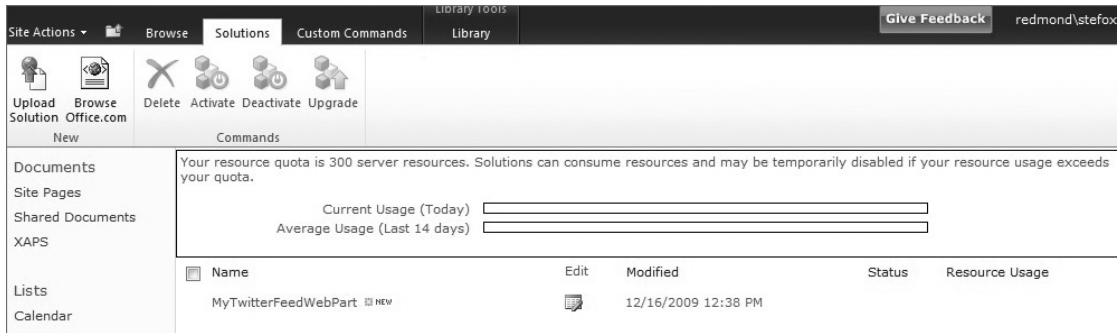 Library Tools
Site Actions
Browse
Solutions
Custom Commands
Library
Give Feedback
redmond\stefox
Upload Solution
Browse Office.com
Delete
Activate
Deactivate
Upgrade
New
Commands
Documents
Site Pages
Shared Documents
XAPS
Lists
Calendar
Your resource quota is 300 server resources. Solutions can consume resources and may be temporarily disabled if your resource usage exceeds
your quota.
Current Usage (Today)
Average Usage (Last 14 days)
Name
Edit
Modified
Status
Resource Usage
MyTwitterFeedWebPart
NEW
12/16/2009 12:38 PM